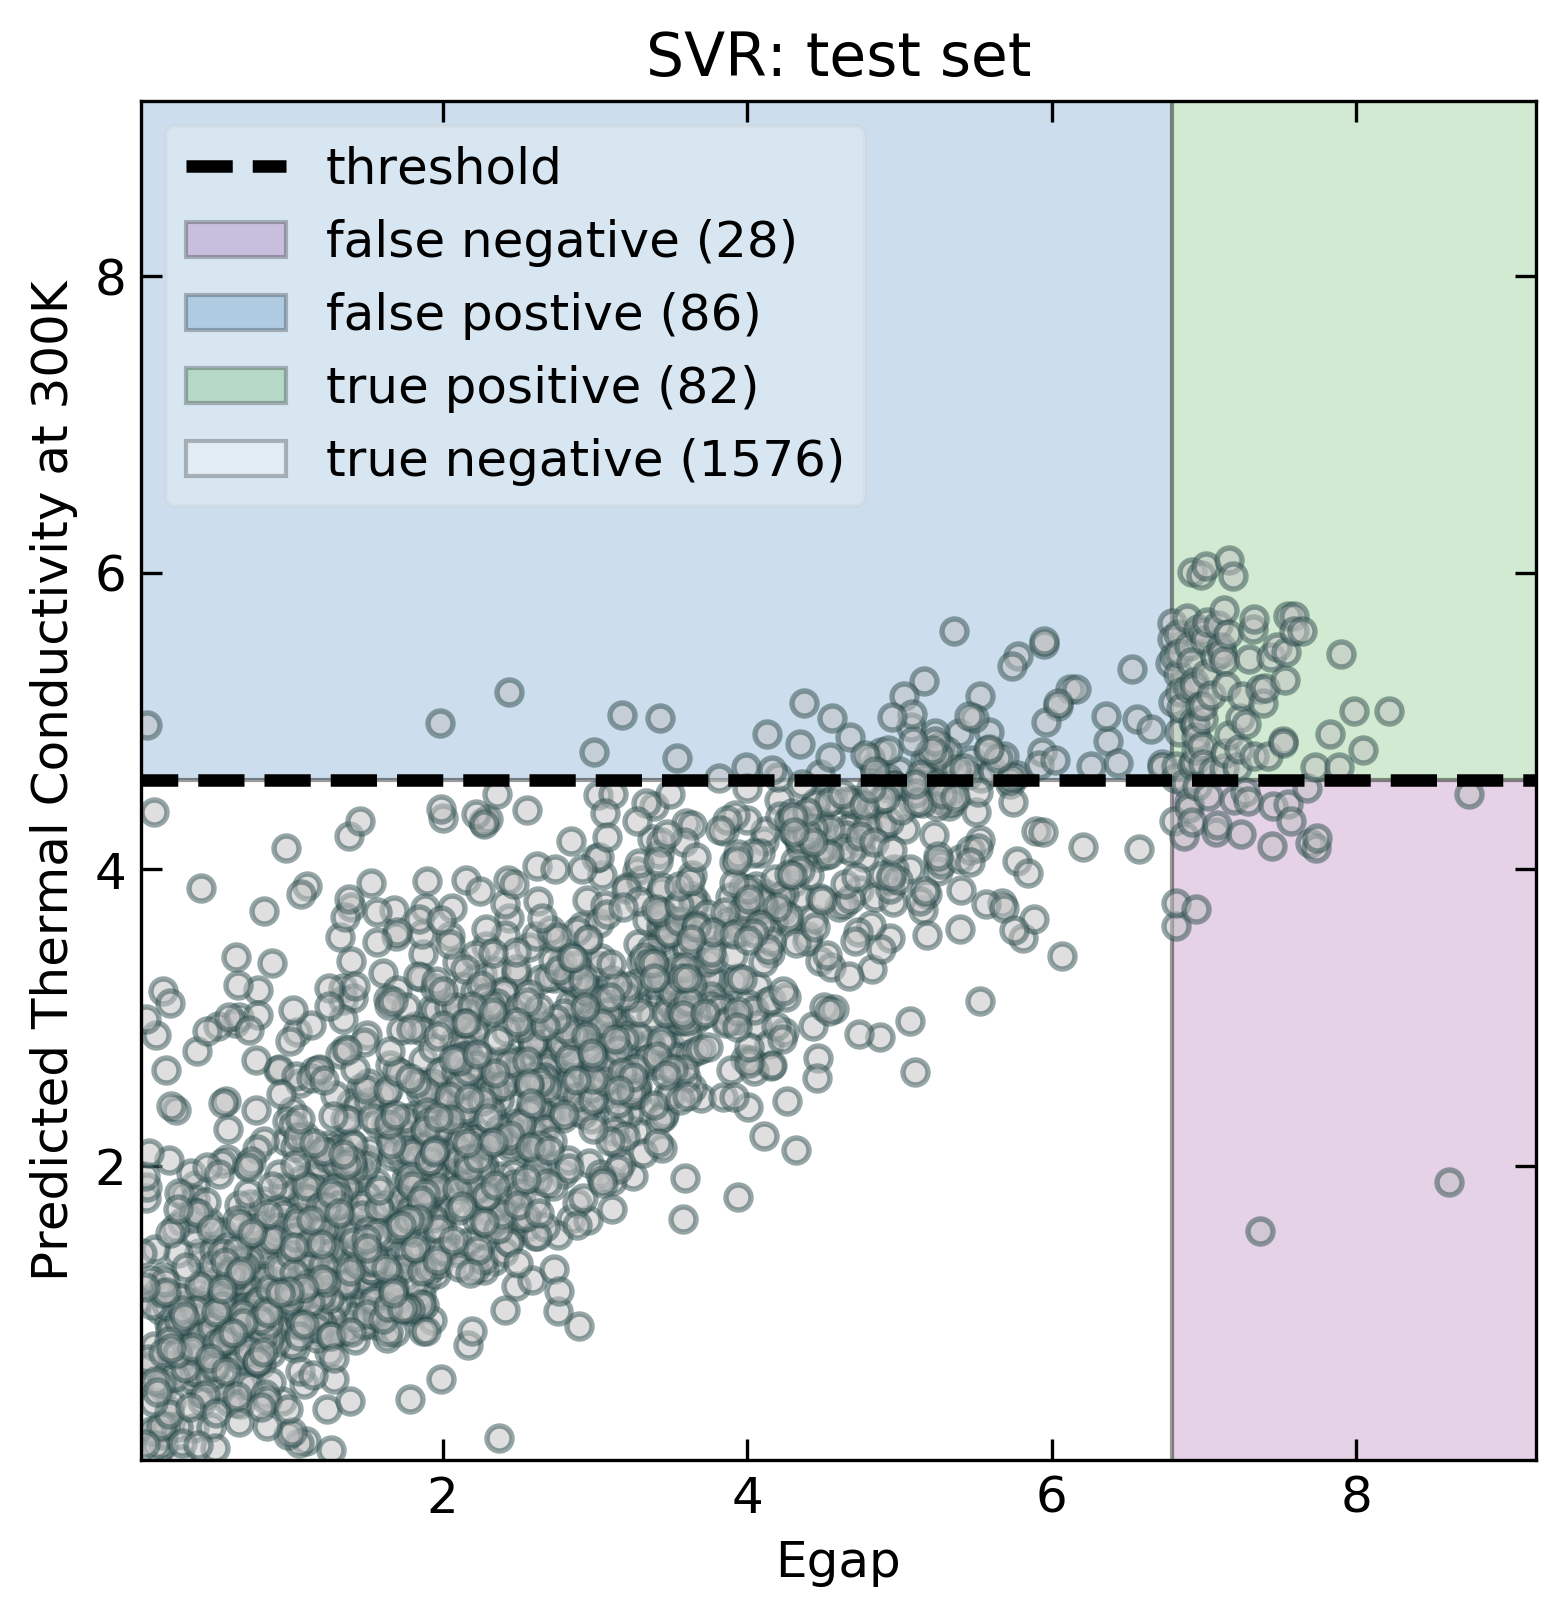 SVR: test set
threshold
false negative (28)
false postive (86)
true positive (82)
true negative (1576)
Predicted Thermal Conductivity at 300K
8
6
4
2
2 4 6 8
Egap